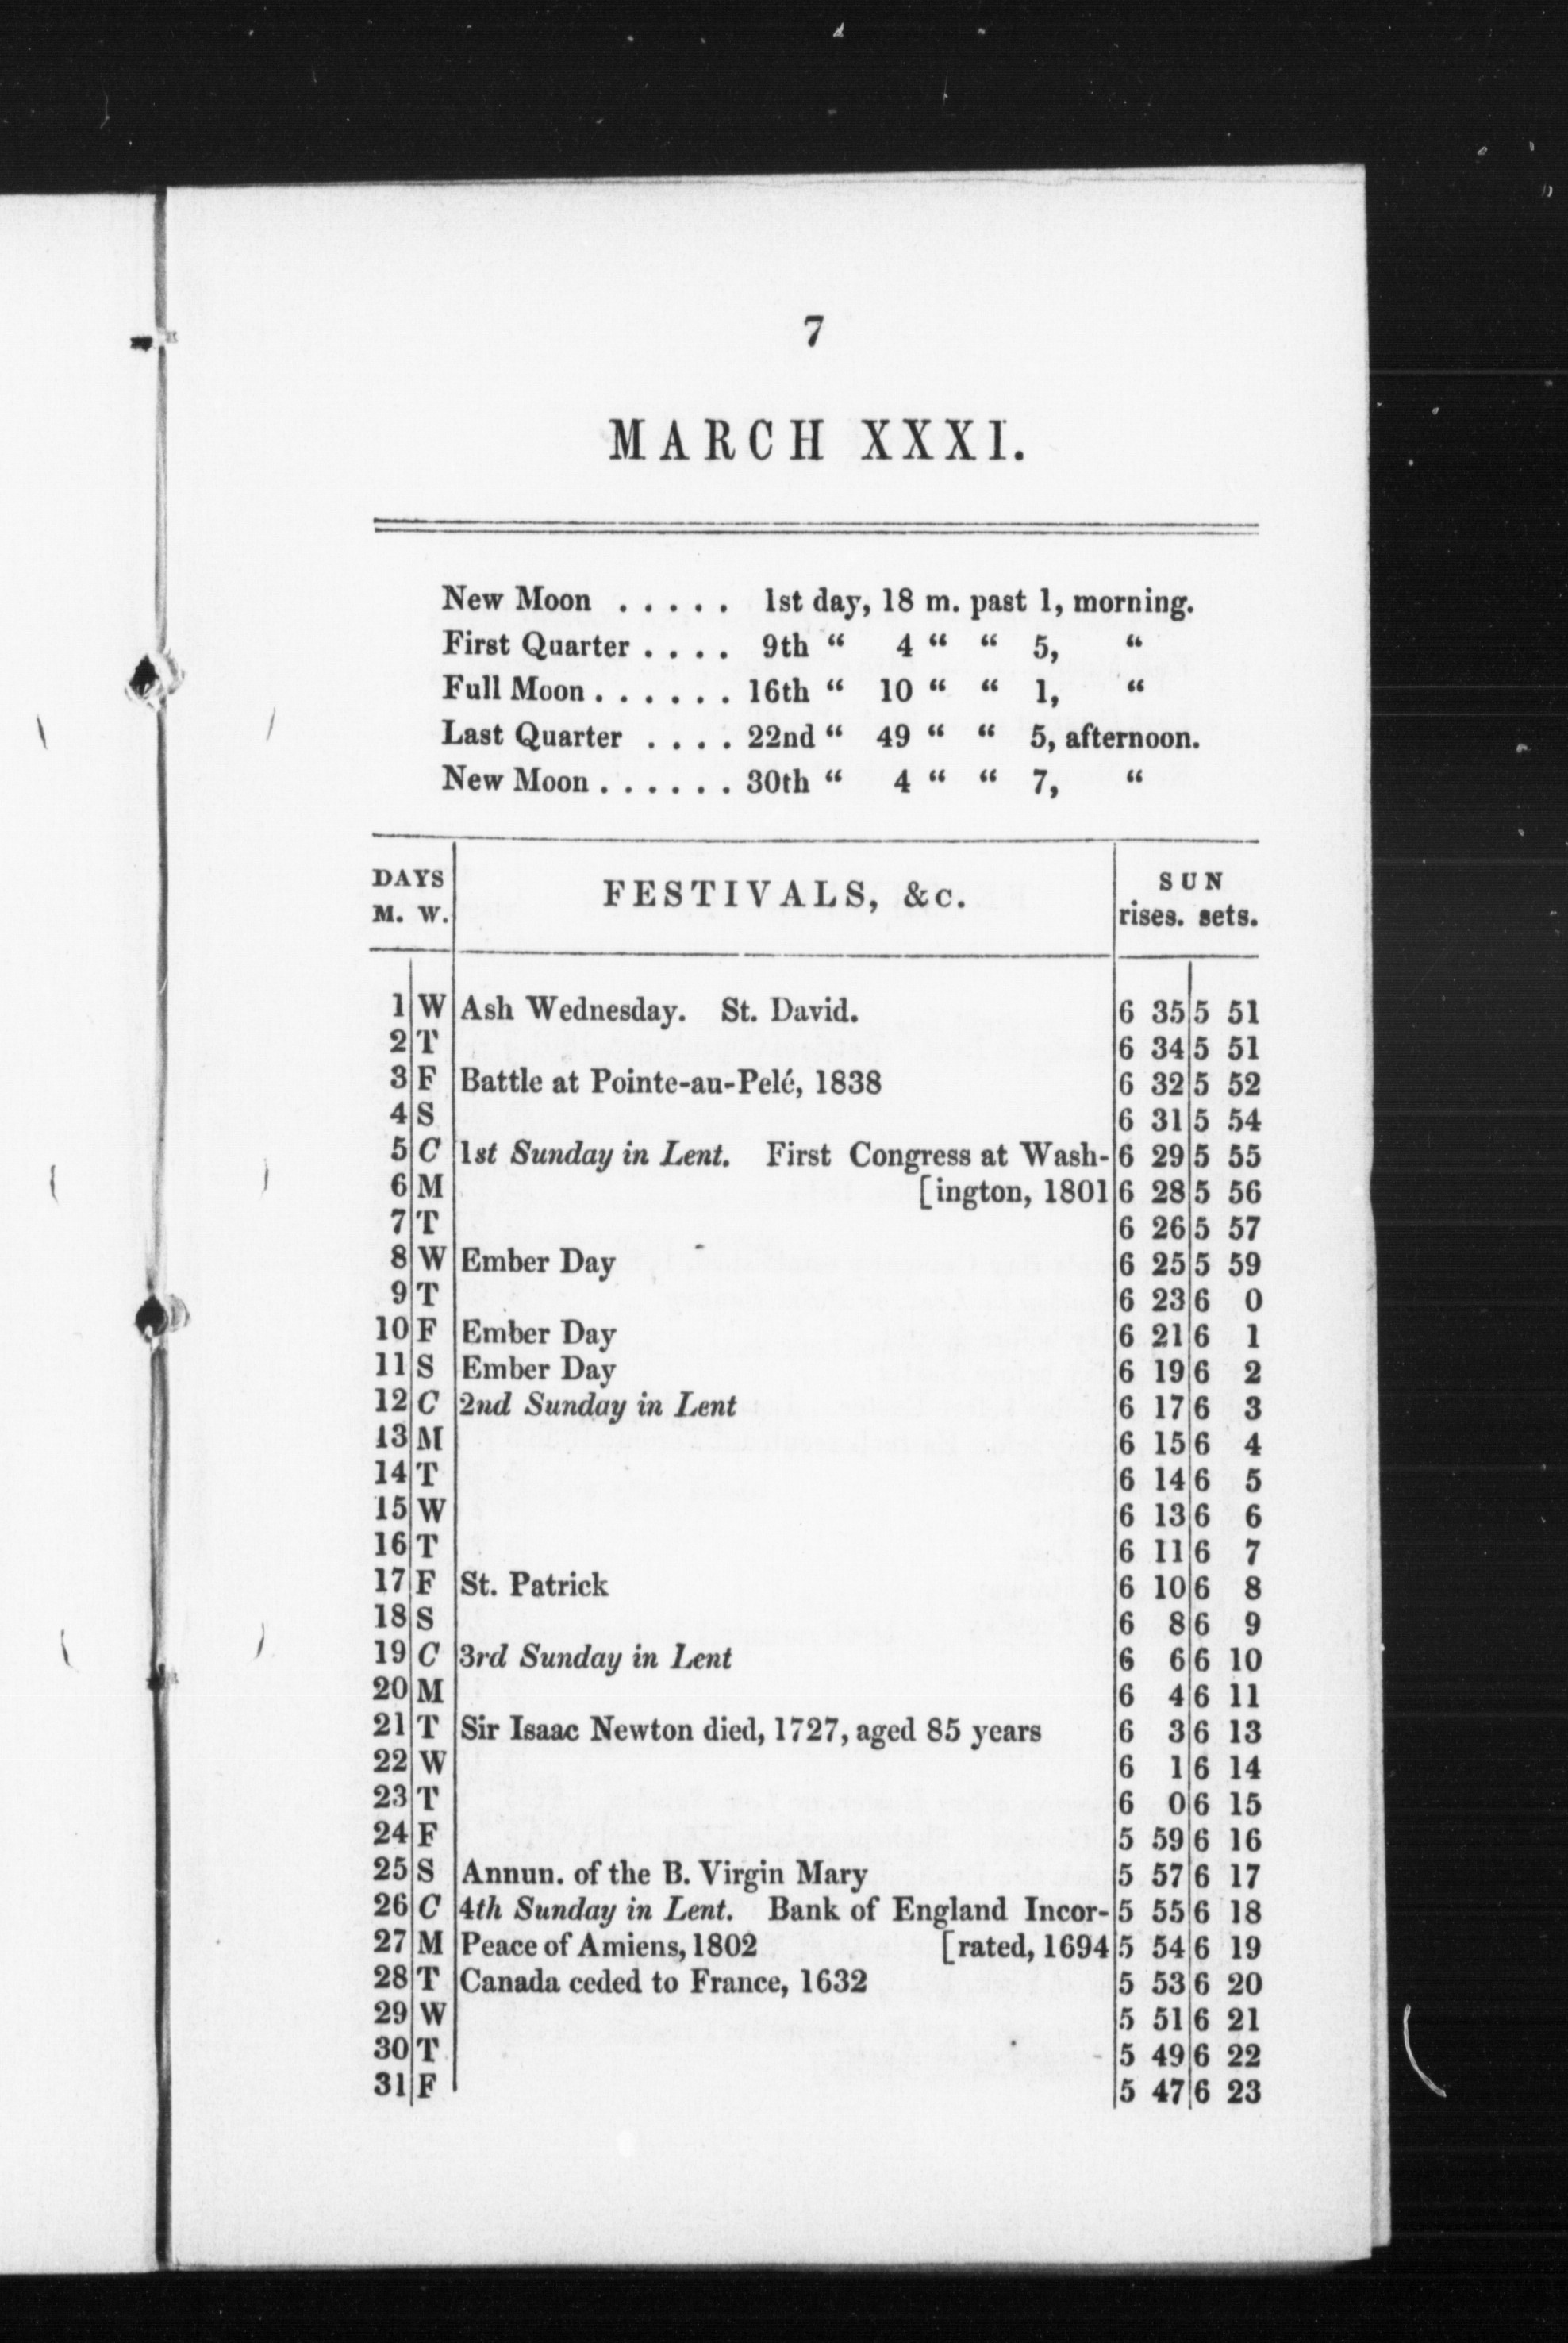 7
MARCH XXXI.
New Moon ..... 1st day, 18 m. past 1, morning.
First Quarter .... 9th “ 4 “ “ 5, “
Full Moon ...... 16th “ 10 “ “ 1, “
Last Quarter .... 22nd “ 49 “ “ 5, afternoon.
New Moon ...... 30th “ 4 “ “ 7, “
DAYS FESTIVALS, &c. SUN
M. W. rises. sets.
1 W Ash Wednesday. St. David. 6 35 5 51
2 T 6 34 5 51
3 F Battle at Pointe-au-Pelé, 1838 6 32 5 52
4 S 6 31 5 54
5 C 1st Sunday in Lent. First Congress at Wash- 6 29 5 55
6 M [ington, 1801 6 28 5 56
7 T 6 26 5 57
8 W Ember Day 6 25 5 59
9 T 6 23 6 0
10 F Ember Day 6 21 6 1
11 S Ember Day 6 19 6 2
12 C 2nd Sunday in Lent 6 17 6 3
13 M 6 15 6 4
14 T 6 14 6 5
15 W 6 13 6 6
16 T 6 11 6 7
17 F St. Patrick 6 10 6 8
18 S 6 8 6 9
19 C 3rd Sunday in Lent 6 6 6 10
20 M 6 4 6 11
21 T Sir Isaac Newton died, 1727, aged 85 years 6 3 6 13
22 W 6 1 6 14
23 T 6 0 6 15
24 F 5 59 6 16
25 S Annun. of the B. Virgin Mary 5 57 6 17
26 C 4th Sunday in Lent. Bank of England Incor- 5 55 6 18
27 M Peace of Amiens, 1802 [rated, 1694 5 54 6 19
28 T Canada ceded to France, 1632 5 53 6 20
29 W 5 51 6 21
30 T 5 49 6 22
31 F 5 47 6 23